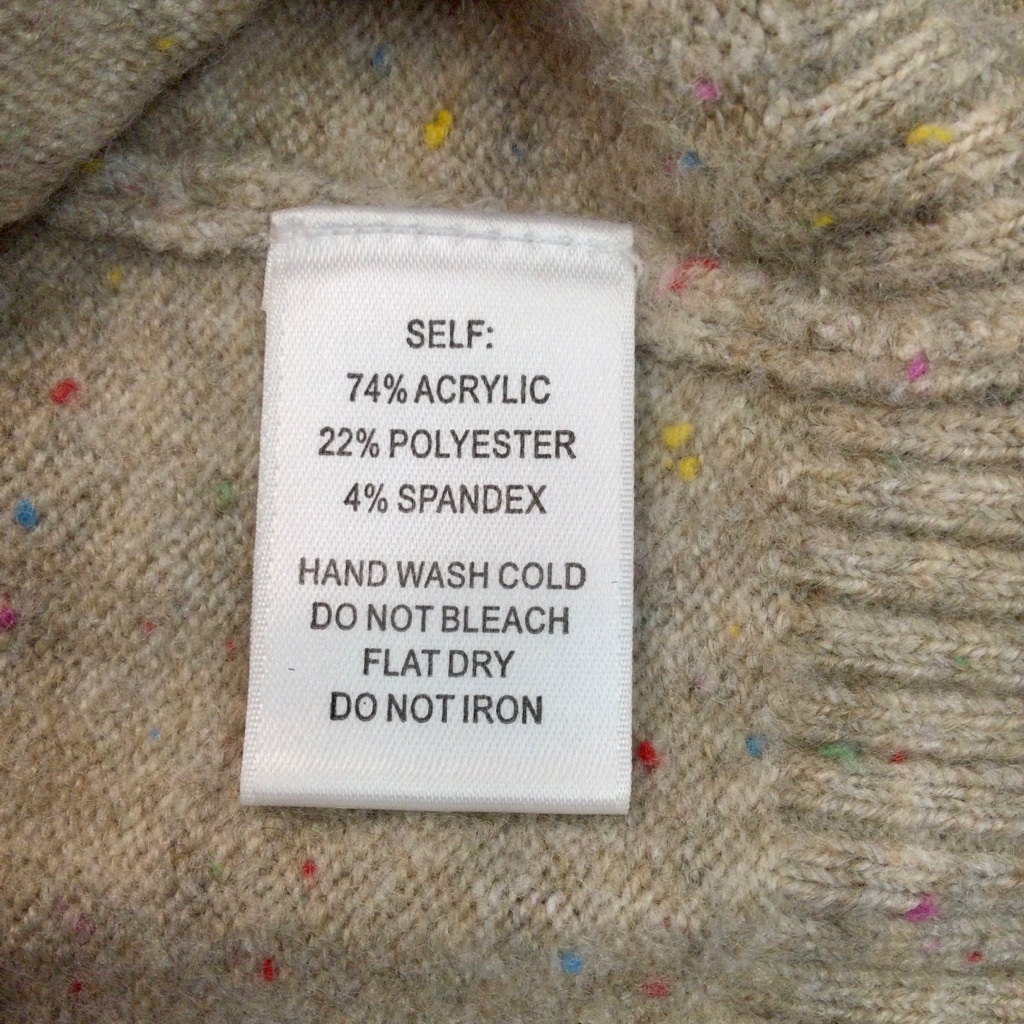 SELF:
74% ACRYLIC
22% POLYESTER
4% SPANDEX
HAND WASH COLD
DO NOT BLEACH
FLAT DRY
DO NOT IRON